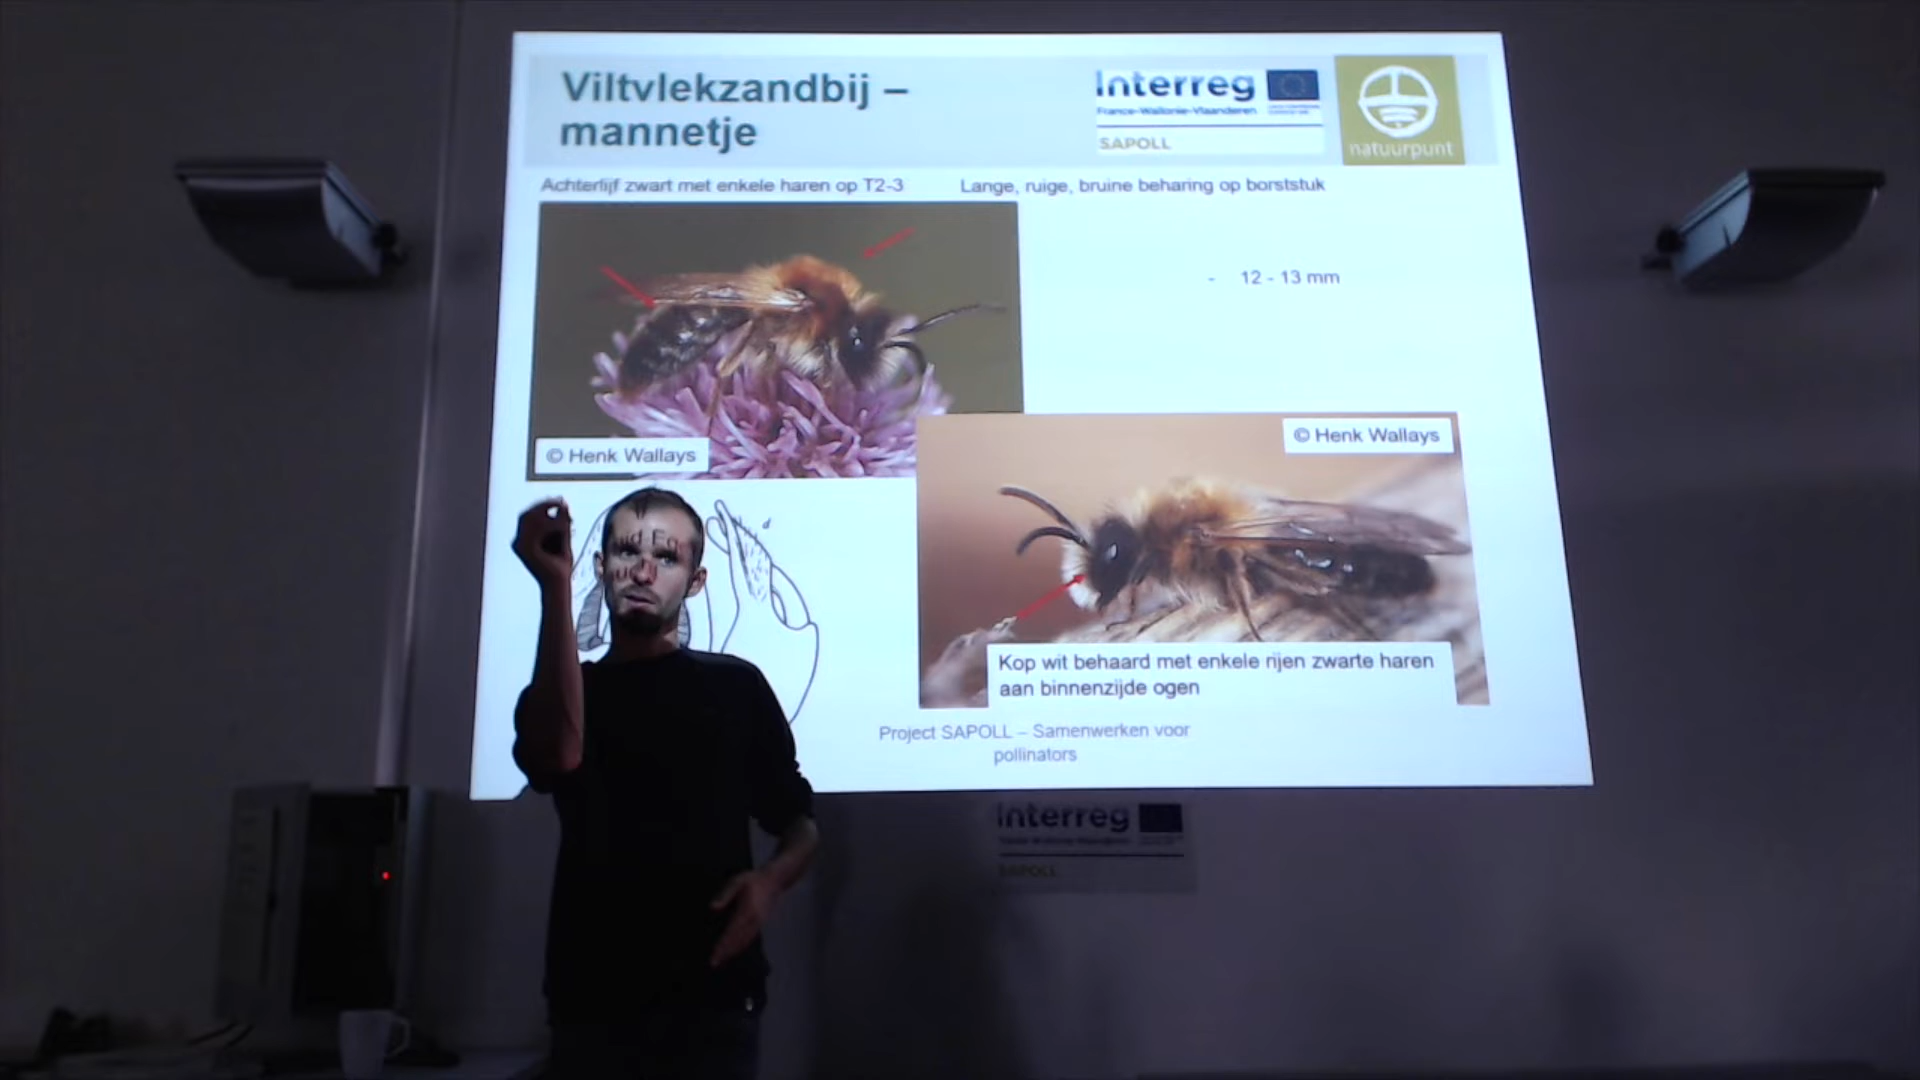 Viltvlekzandbij –
mannetje
Interreg
France-Wallonie-Vlaanderen
SAPOLL
natuurpunt
Achterlijf zwart met enkele haren op T2-3
Lange, ruige, bruine beharing op borststuk
- 12 - 13 mm
© Henk Wallays
© Henk Wallays
Kop wit behaard met enkele rijen zwarte haren
aan binnenzijde ogen
Project SAPOLL – Samenwerken voor
pollinators
Interreg
SAPOLL